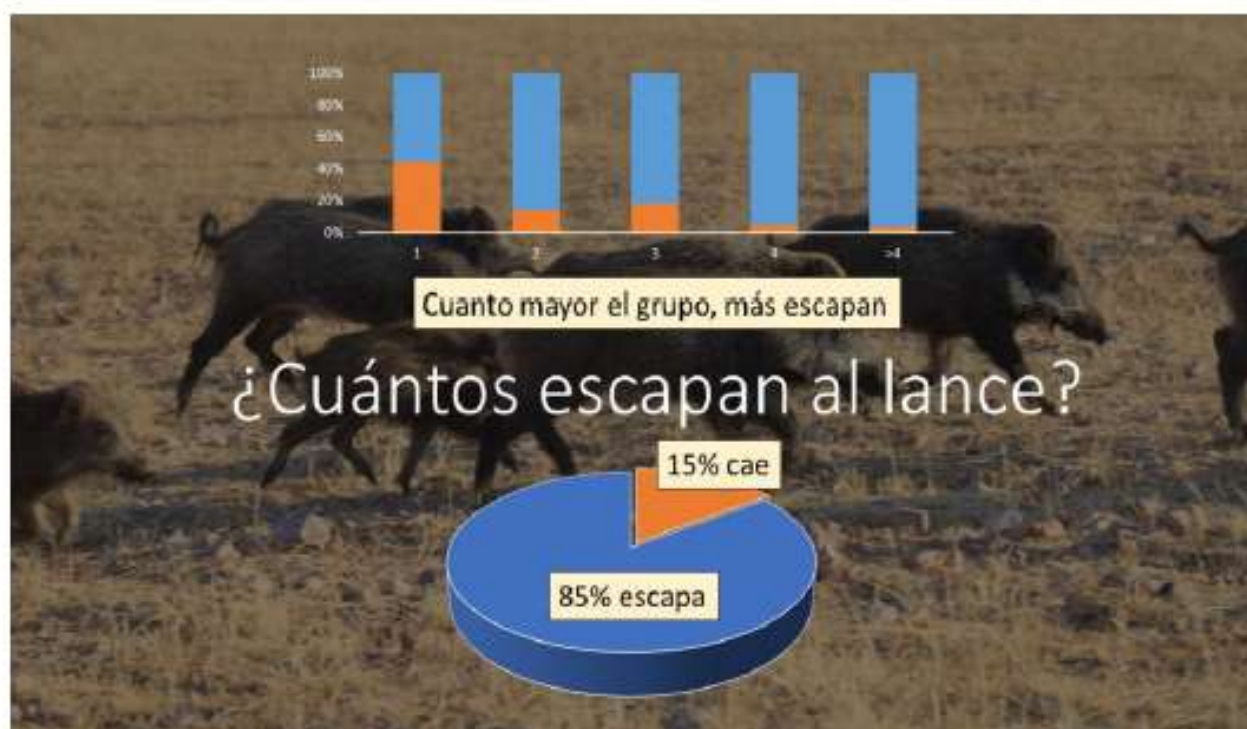 100%
80%
60%
40%
20%
0%
1 2 3 4 >4
Cuanto mayor el grupo, más escapan
¿Cuántos escapan al lance?
15% cae
85% escapa